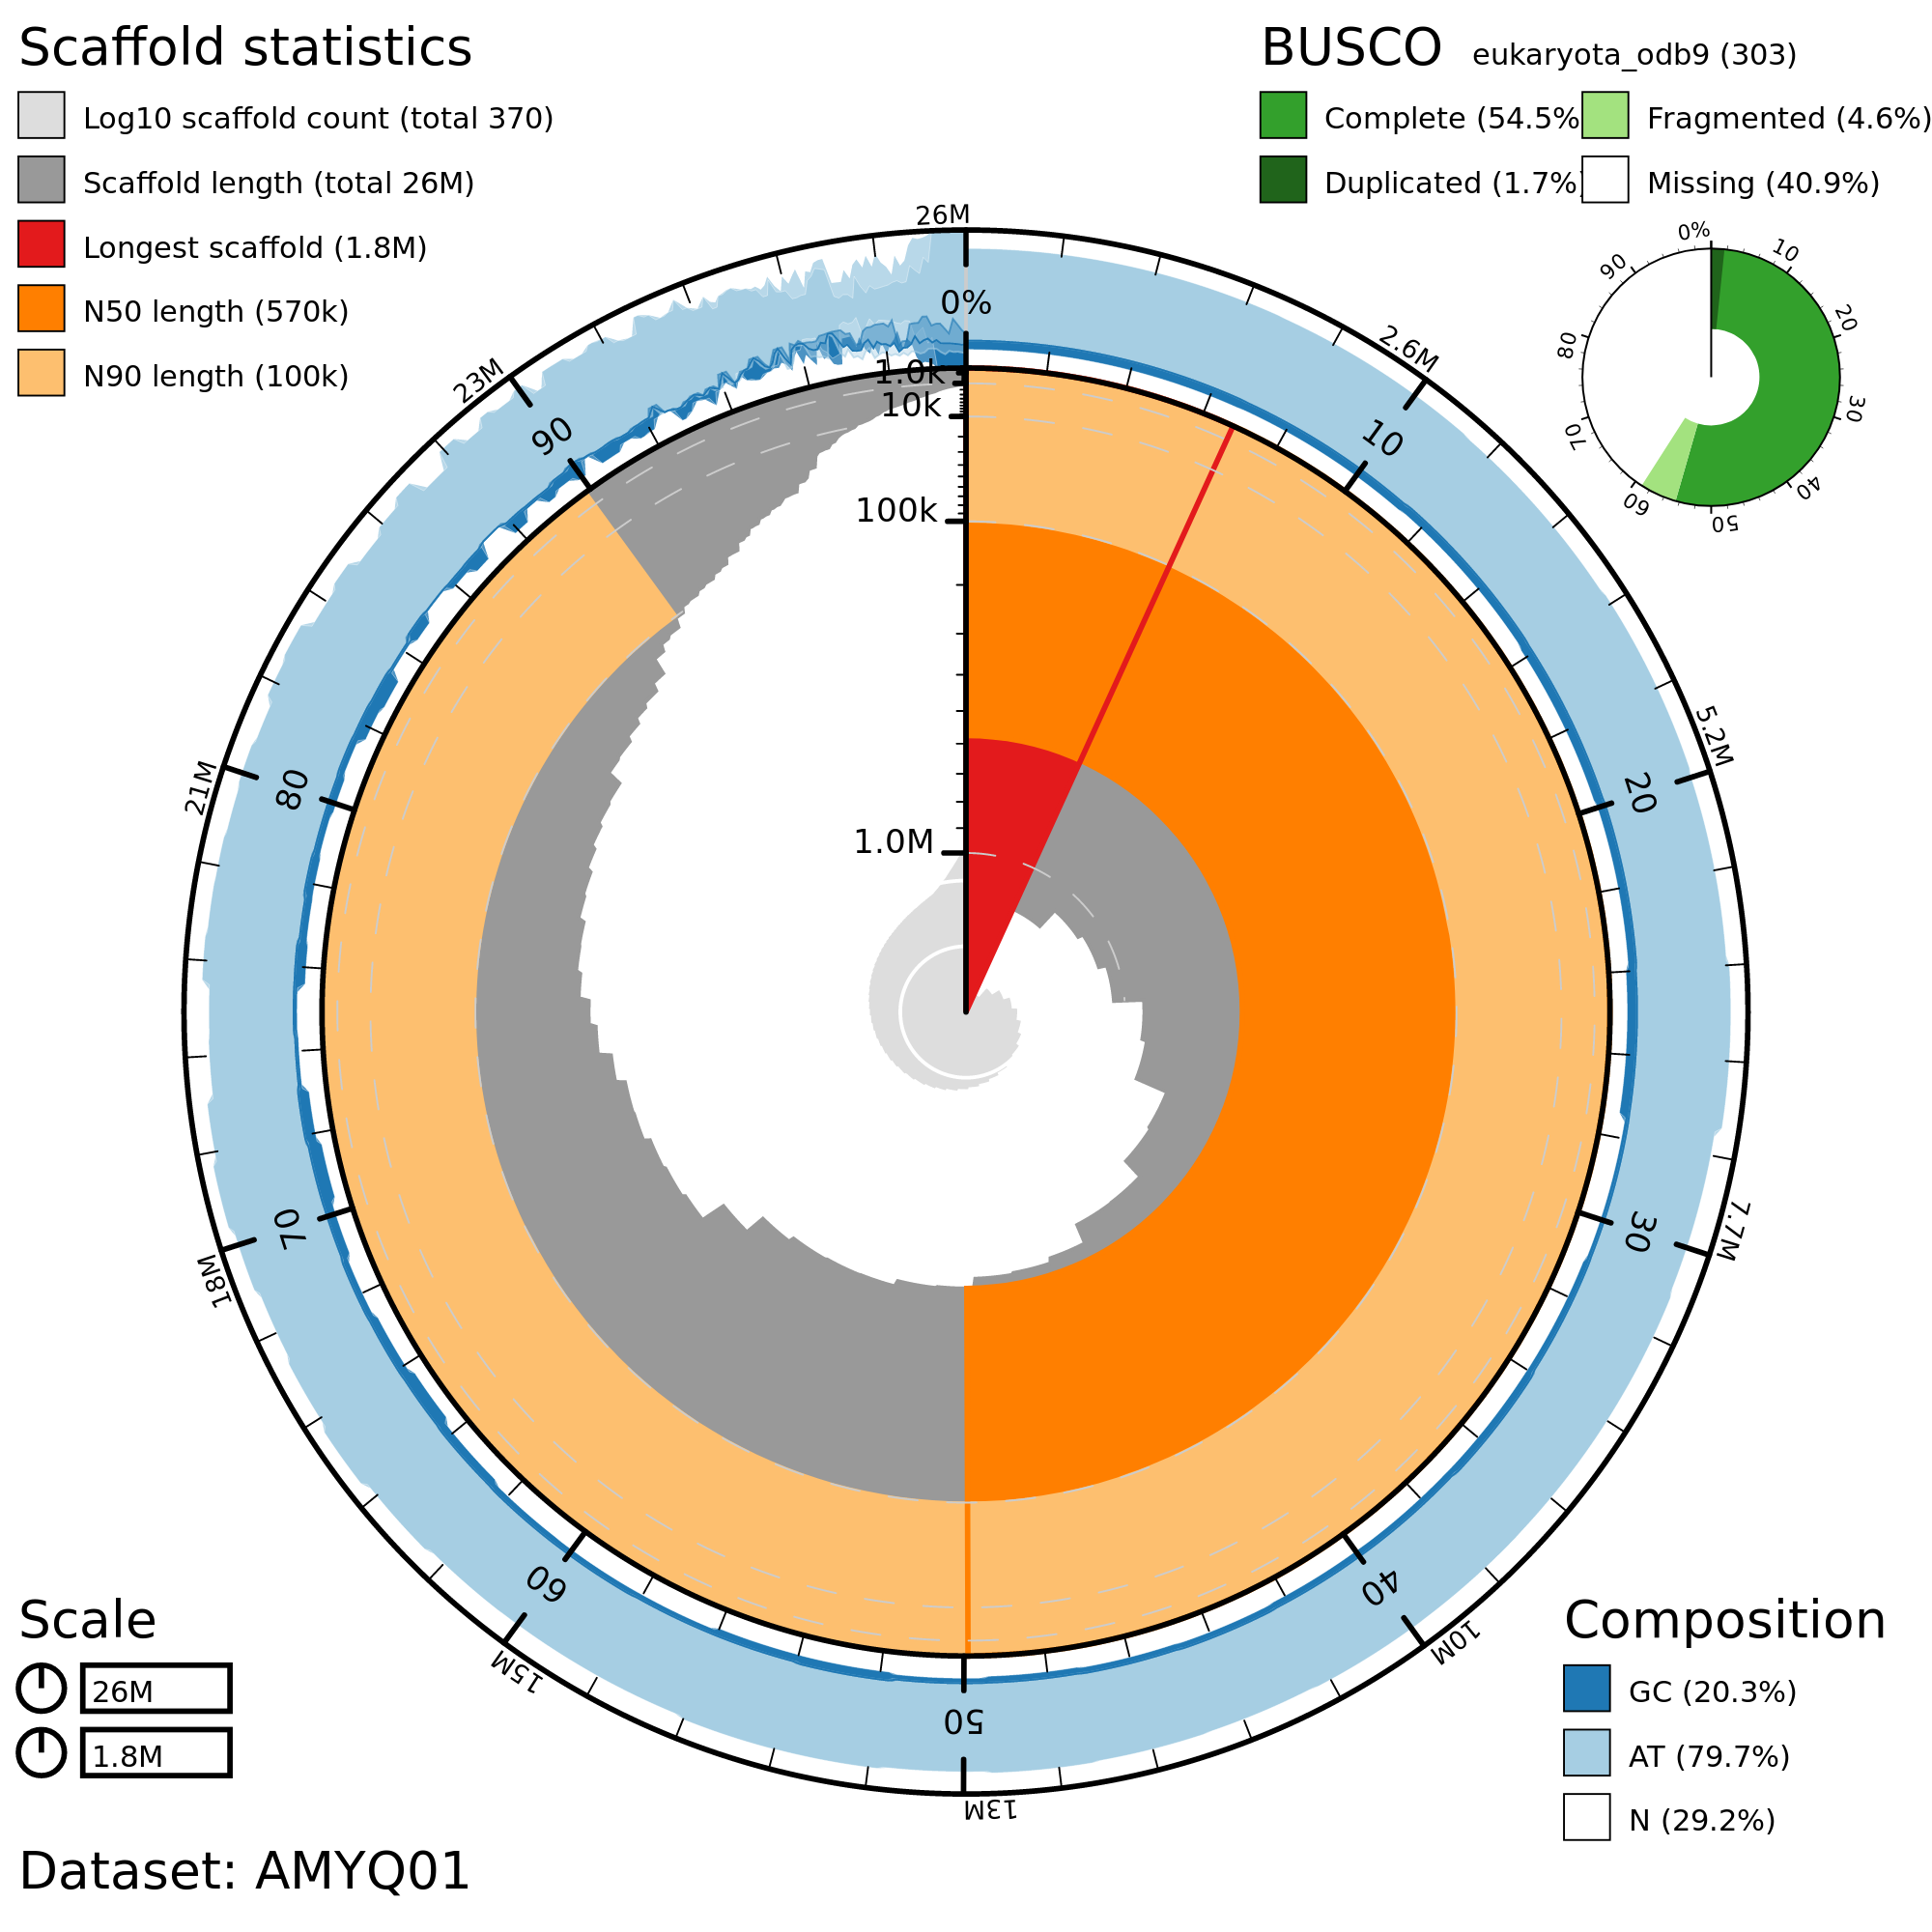 Scaffold statistics
Log10 scaffold count (total 370)
Scaffold length (total 26M)
Longest scaffold (1.8M)
N50 length (570k)
N90 length (100k)
BUSCO eukaryota_odb9 (303)
Complete (54.5%
Fragmented (4.6%)
Duplicated (1.7%)
Missing (40.9%)
0%
10
20
30
40
50
60
70
80
90
26M
2.6M
5.2M
7.7M
10M
13M
15M
18M
21M
23M
0%
10
20
30
40
50
60
70
80
90
1.0k
10k
100k
1.0M
Scale
26M
1.8M
Composition
GC (20.3%)
AT (79.7%)
N (29.2%)
Dataset: AMYQ01